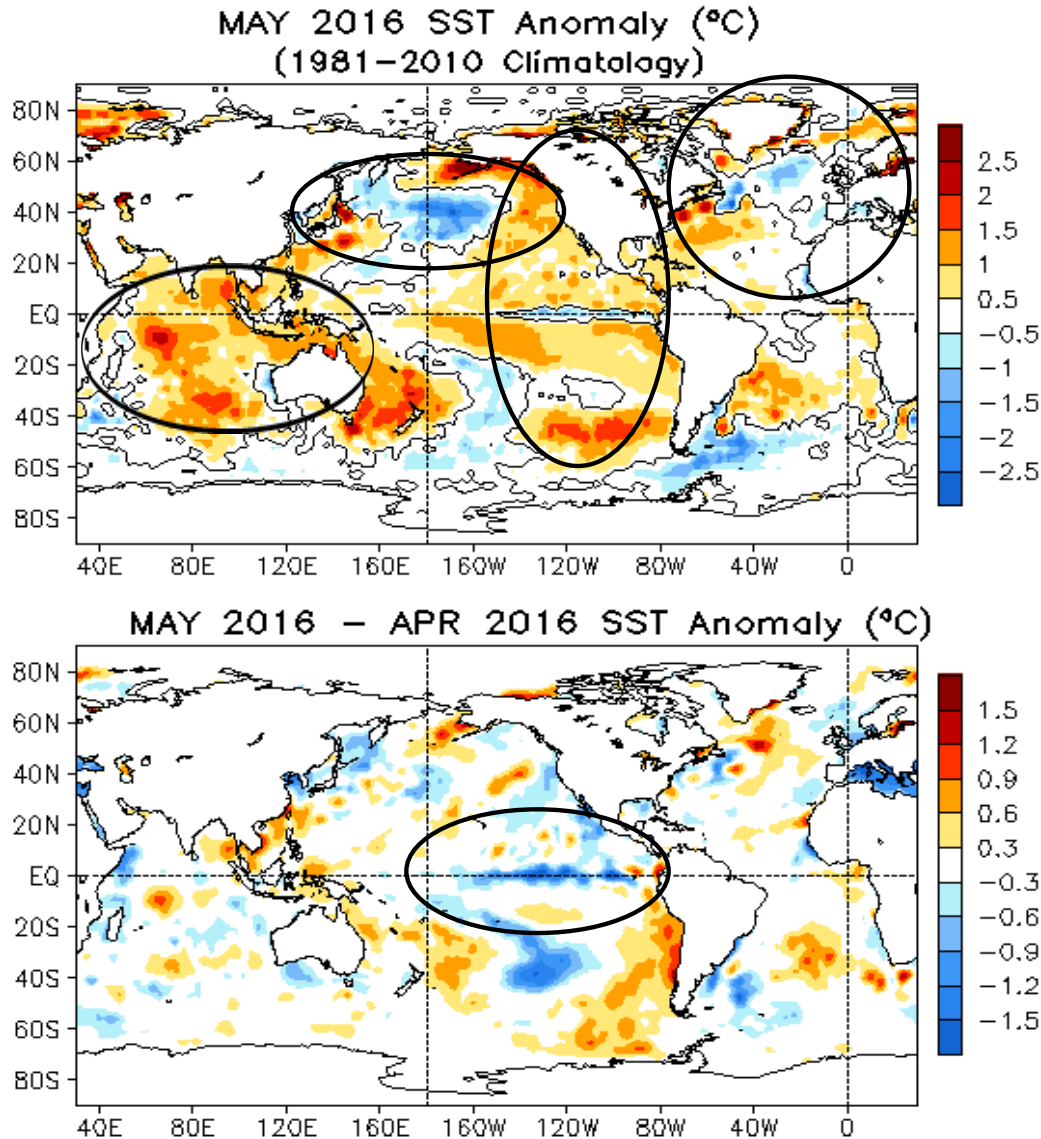 MAY 2016 SST Anomaly (ºC)
(1981−2010 Climatology)
80N
60N
40N
20N
EQ
20S
40S
60S
80S
40E 80E 120E 160E 160W 120W 80W 40W 0
2.5
2
1.5
1
0.5
−0.5
−1
−1.5
−2
−2.5
MAY 2016 − APR 2016 SST Anomaly (ºC)
80N
60N
40N
20N
EQ
20S
40S
60S
80S
40E 80E 120E 160E 160W 120W 80W 40W 0
1.5
1.2
0.9
0.6
0.3
−0.3
−0.6
−0.9
−1.2
−1.5